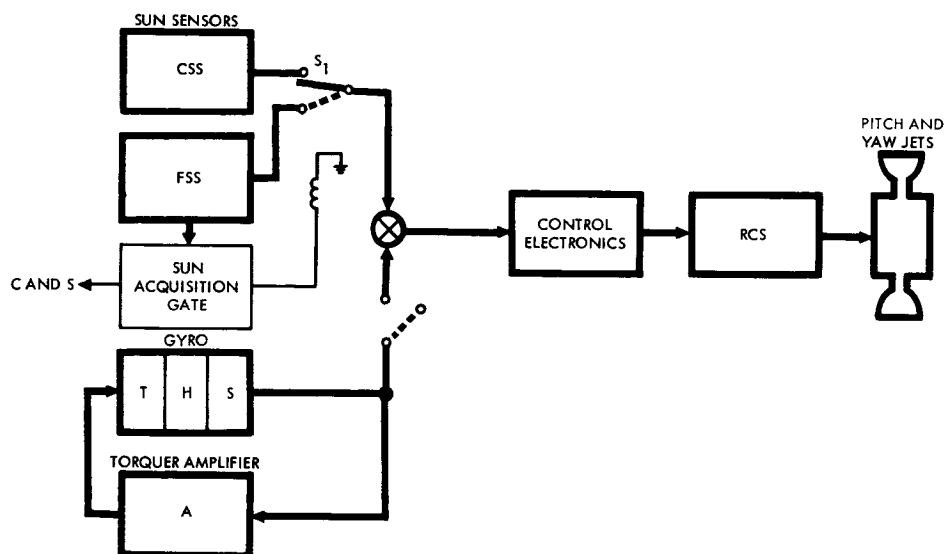 SUN SENSORS
CSS
S1
FSS
PITCH AND
YAW JETS
CONTROL
ELECTRONICS
RCS
SUN
ACQUISITION
GATE
C AND S
GYRO
T H S
TORQUER AMPLIFIER
A